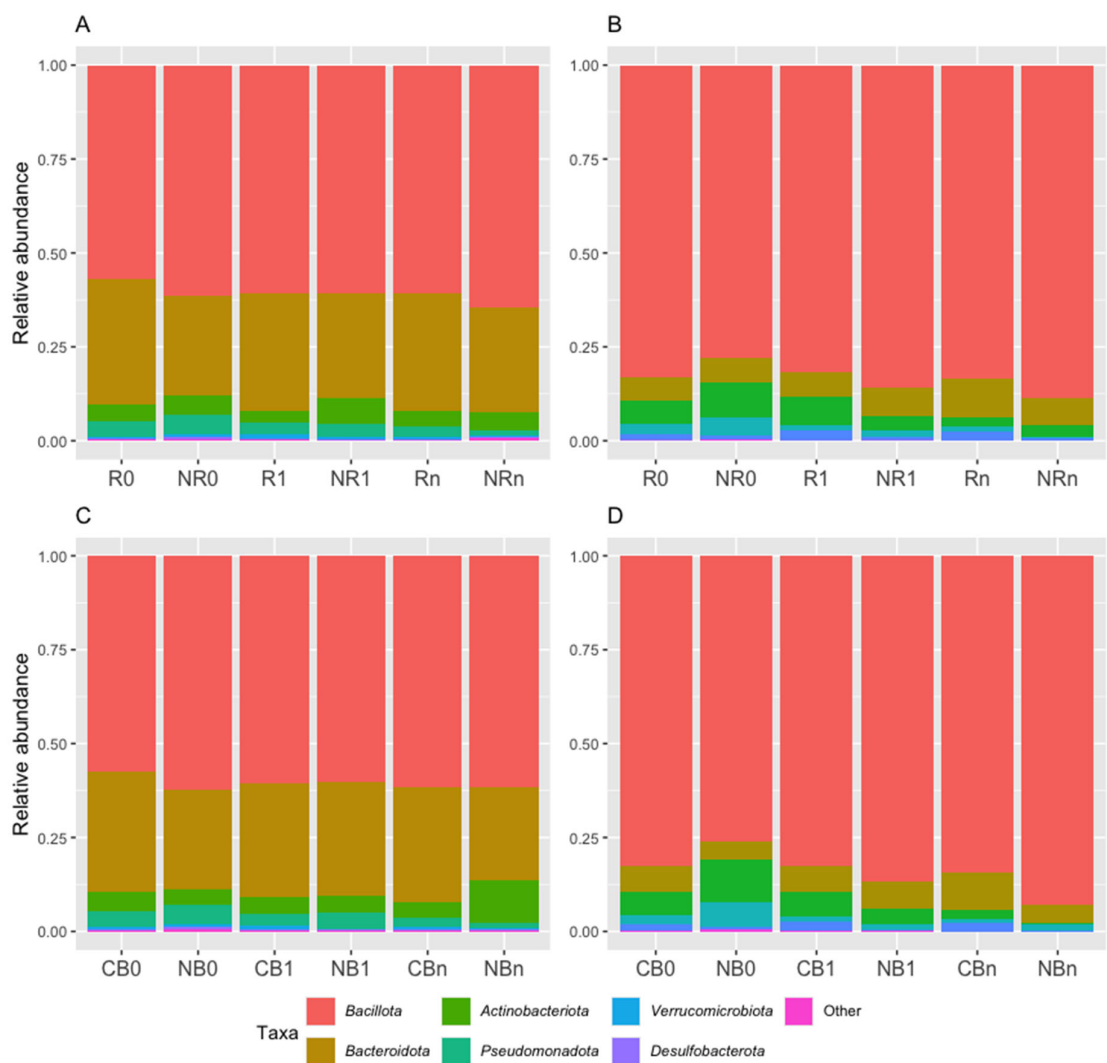 A
B
1.00
0.75
0.50
0.25
0.00
Relative abundance
R0 NR0 R1 NR1 Rn NRn
1.00
0.75
0.50
0.25
0.00
Relative abundance
R0 NR0 R1 NR1 Rn NRn
C
D
1.00
0.75
0.50
0.25
0.00
Relative abundance
CB0 NB0 CB1 NB1 CBn NBn
1.00
0.75
0.50
0.25
0.00
Relative abundance
CB0 NB0 CB1 NB1 CBn NBn
Taxa
Bacillota Actinobacteriota Verrucomicrobiota Other
Bacteroidota Pseudomonadota Desulfobacterota